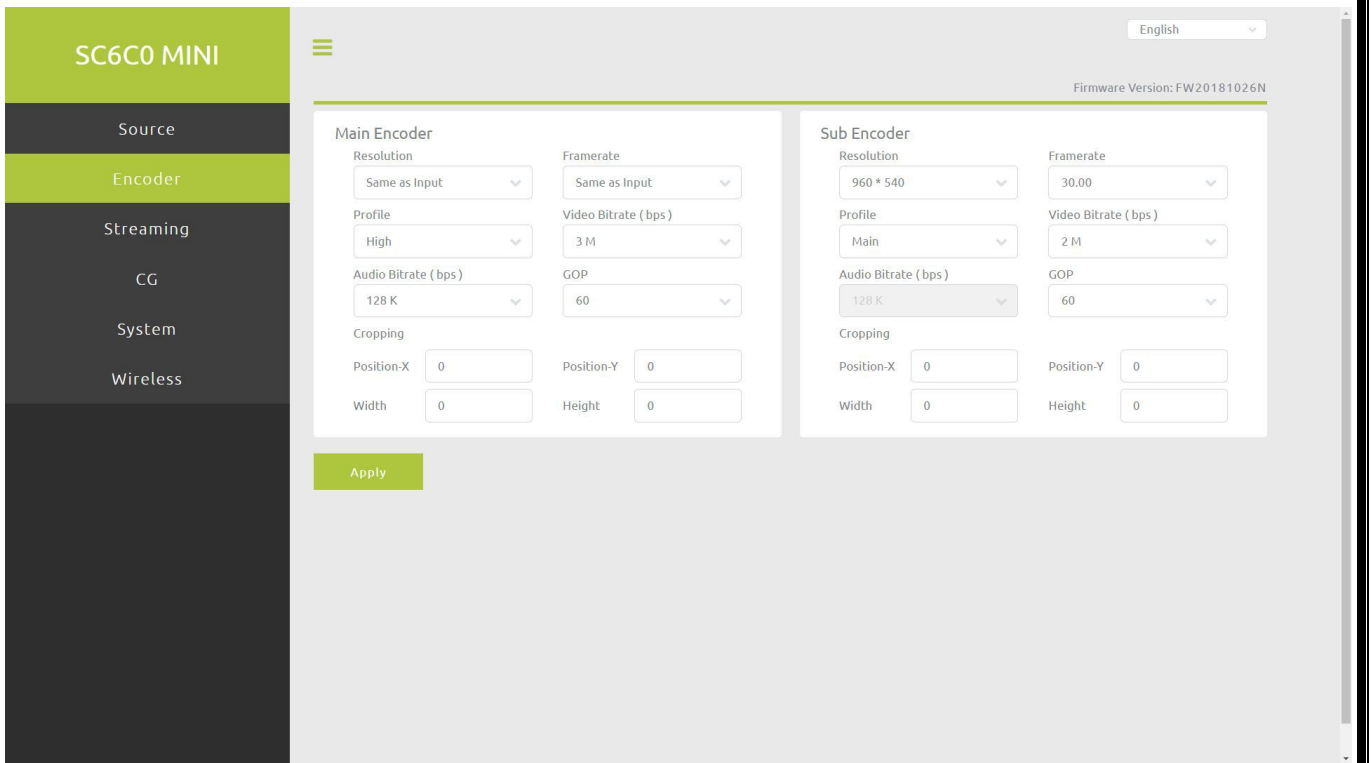 SC6C0 MINI
English
Firmware Version: FW20181026N
Source
Encoder
Streaming
CG
System
Wireless
Main Encoder
Resolution Framerate
Same as Input Same as Input
Profile Video Bitrate ( bps )
High 3 M
Audio Bitrate ( bps ) GOP
128 K 60
Cropping
Position-X 0 Position-Y 0
Width 0 Height 0
Sub Encoder
Resolution Framerate
960 * 540 30.00
Profile Video Bitrate ( bps )
Main 2 M
Audio Bitrate ( bps ) GOP
128 K 60
Cropping
Position-X 0 Position-Y 0
Width 0 Height 0
Apply